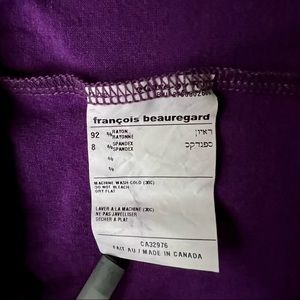 françois beauregard
92 % RAYON ראיון
RAYONNE
8 % SPANDEX ספנדקס
SPANDEX
%
%
MACHINE WASH COLD (30C)
DO NOT BLEACH
DRY FLAT
LAVER A LA MACHINE (30C)
NE PAS JAVELLISER
SECHER A PLAT
CA32976
FAIT AU / MADE IN CANADA